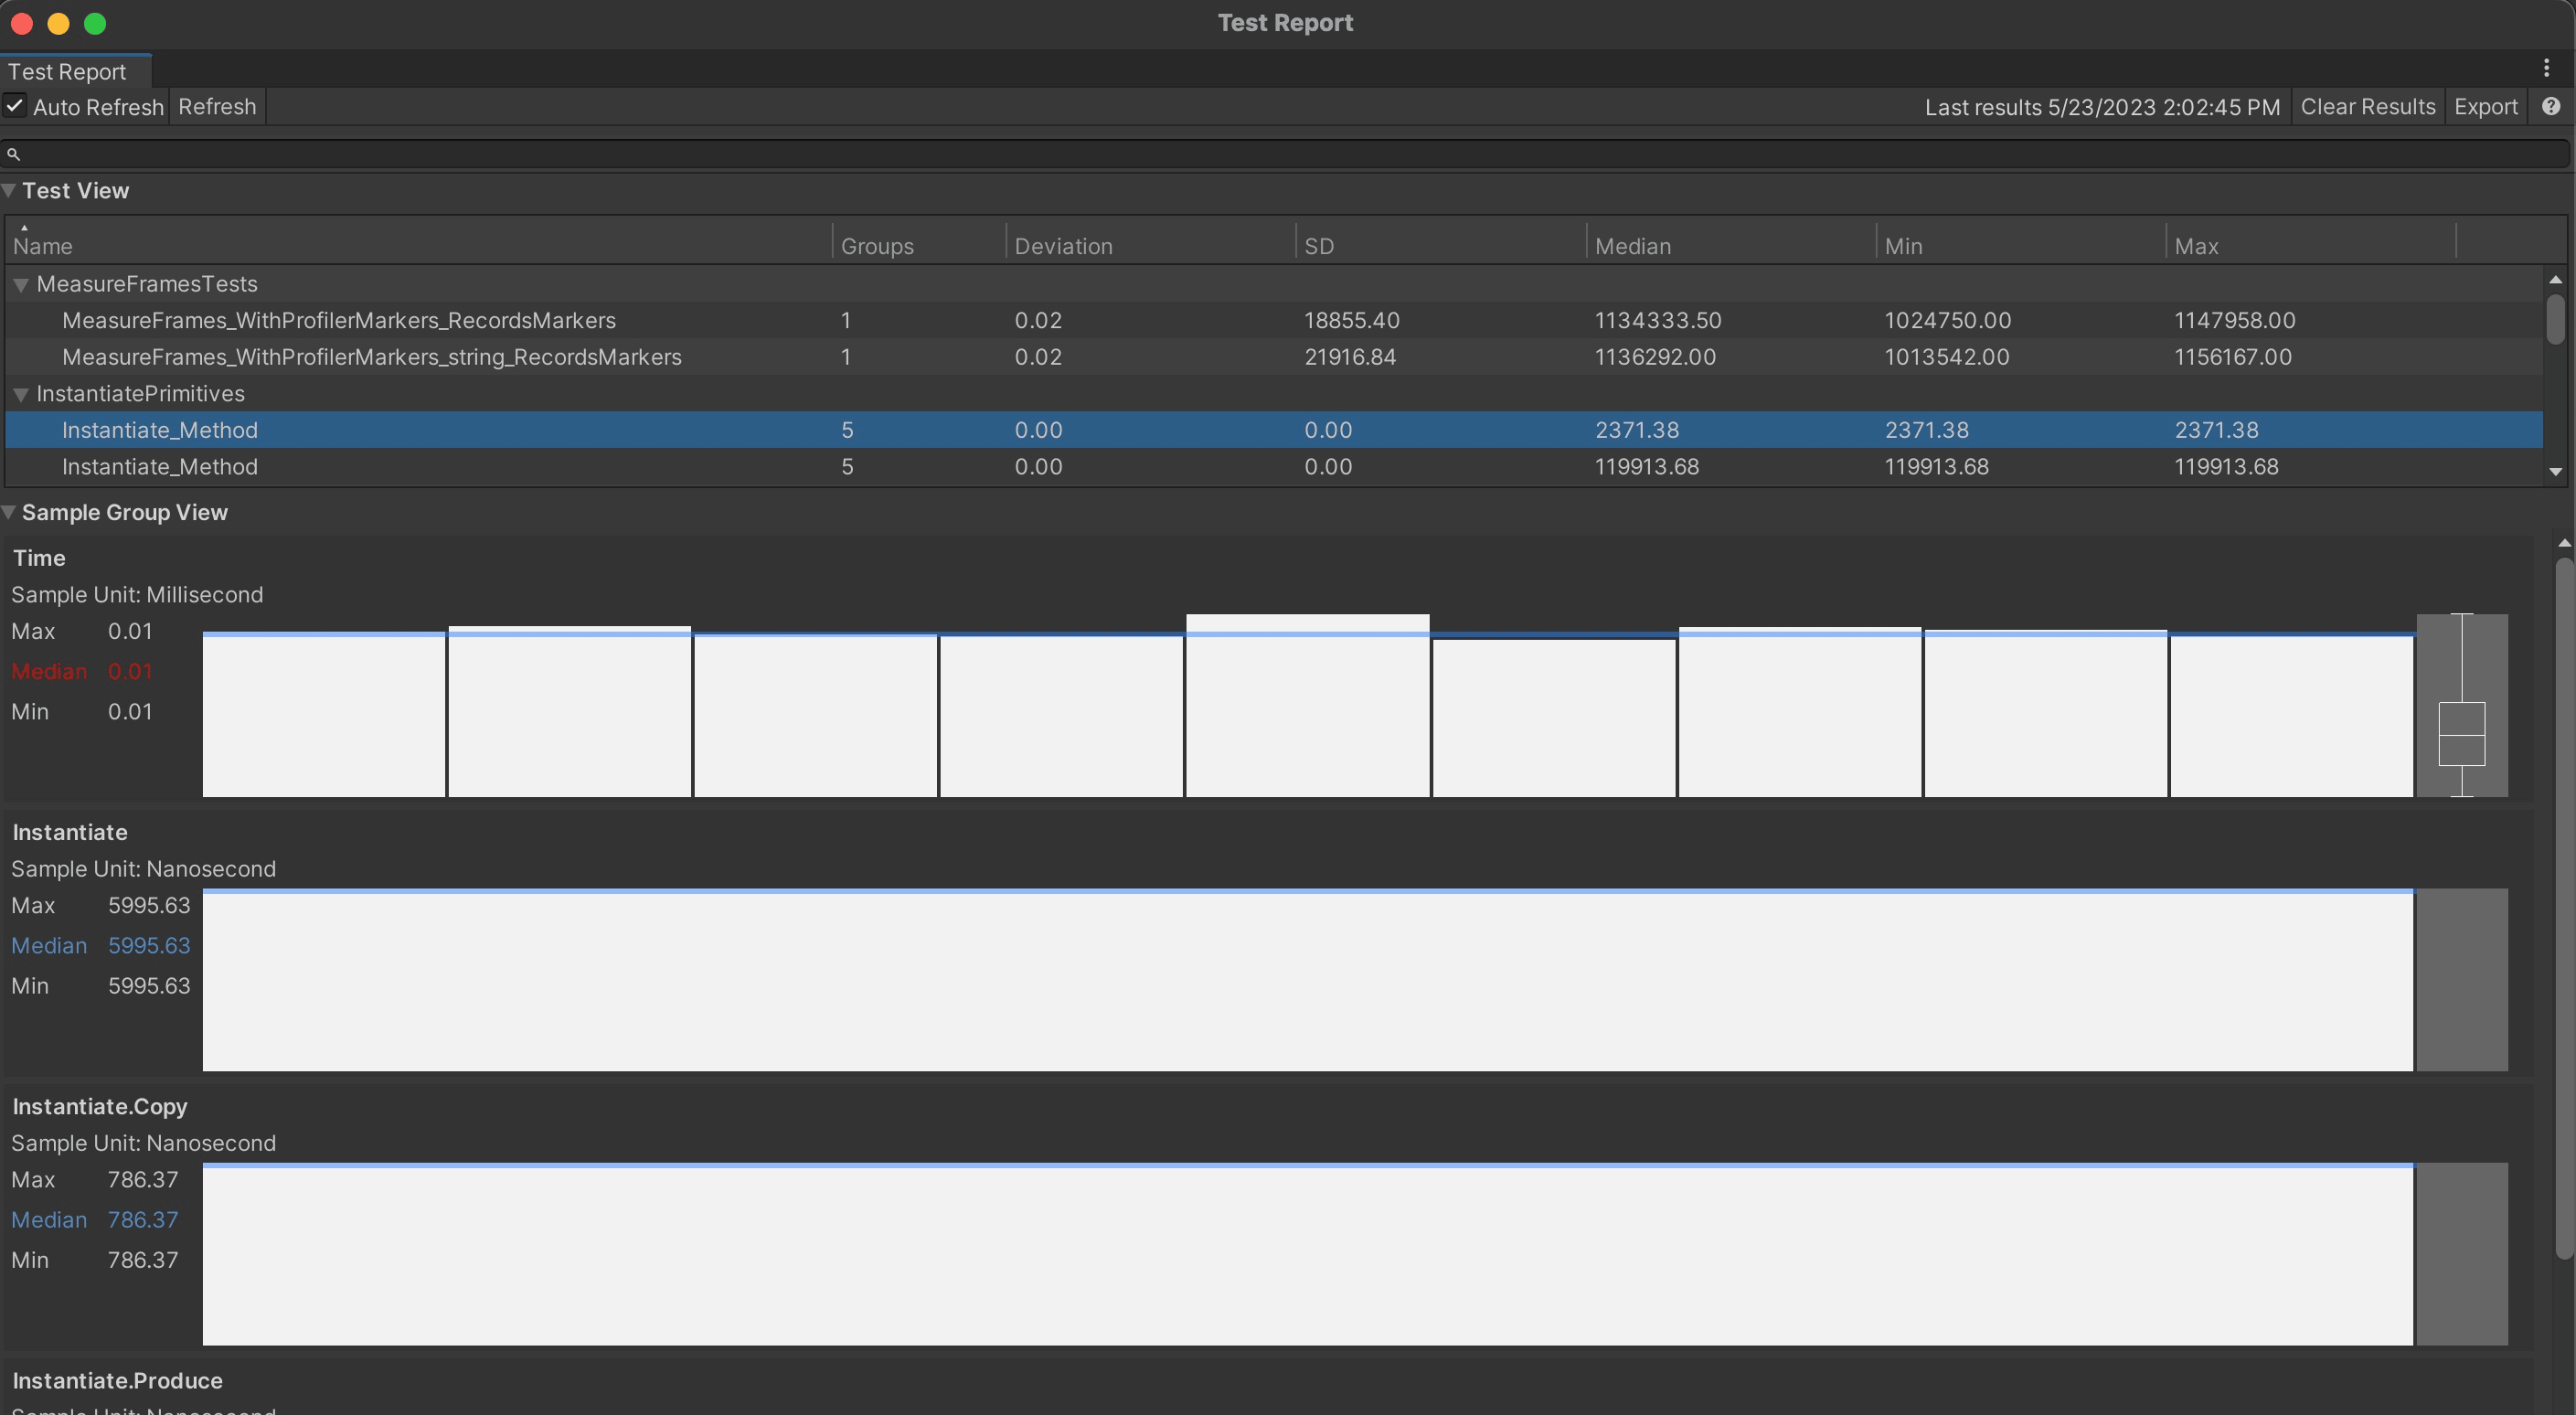 Test Report
Test Report
Auto Refresh Refresh Last results 5/23/2023 2:02:45 PM Clear Results Export ?
Test View
Name Groups Deviation SD Median Min Max
MeasureFramesTests
MeasureFrames_WithProfilerMarkers_RecordsMarkers 1 0.02 18855.40 1134333.50 1024750.00 1147958.00
MeasureFrames_WithProfilerMarkers_string_RecordsMarkers 1 0.02 21916.84 1136292.00 1013542.00 1156167.00
InstantiatePrimitives
Instantiate_Method 5 0.00 0.00 2371.38 2371.38 2371.38
Instantiate_Method 5 0.00 0.00 119913.68 119913.68 119913.68
Sample Group View
Time
Sample Unit: Millisecond
Max 0.01
Median 0.01
Min 0.01
Instantiate
Sample Unit: Nanosecond
Max 5995.63
Median 5995.63
Min 5995.63
Instantiate.Copy
Sample Unit: Nanosecond
Max 786.37
Median 786.37
Min 786.37
Instantiate.Produce
Sample Unit: Nanosecond